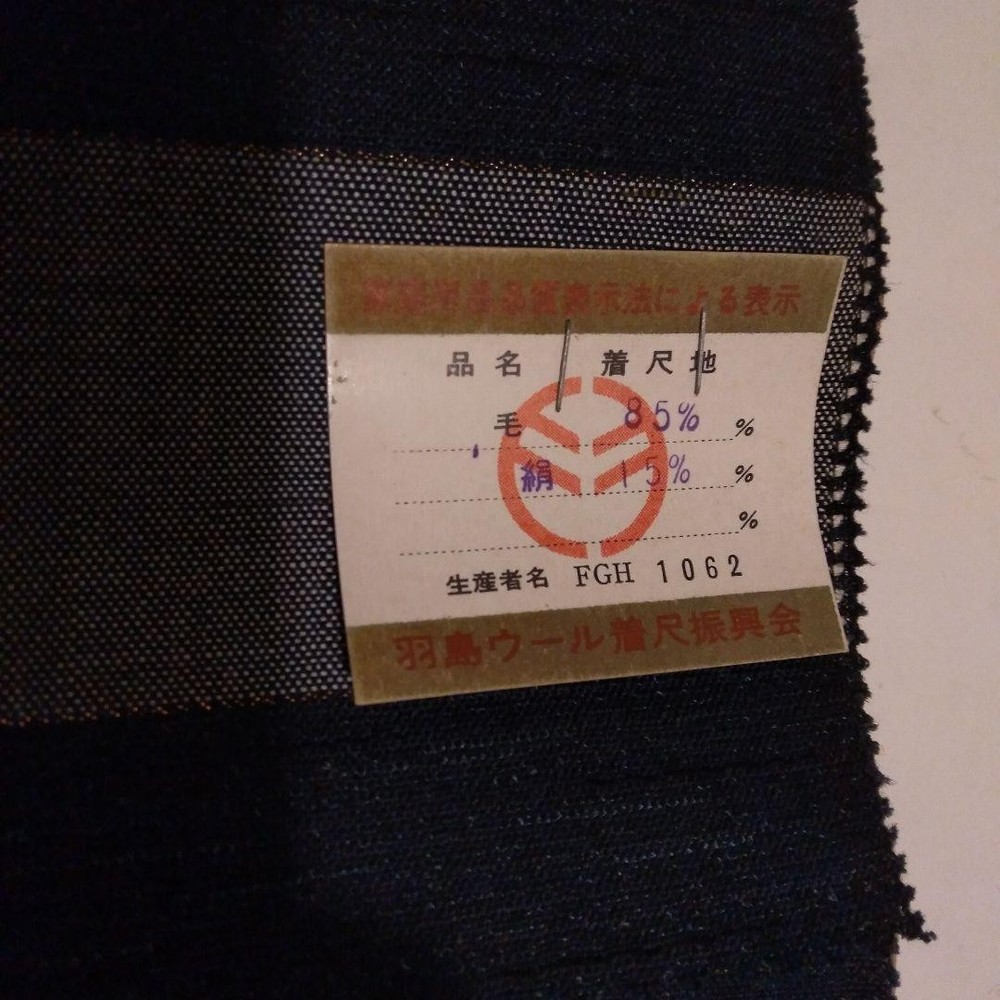 家庭用品品質表示法による表示
品名 着尺地
毛 85% %
絹 15% %
%
生産者名 FGH 1062
羽島ウール着尺振興会